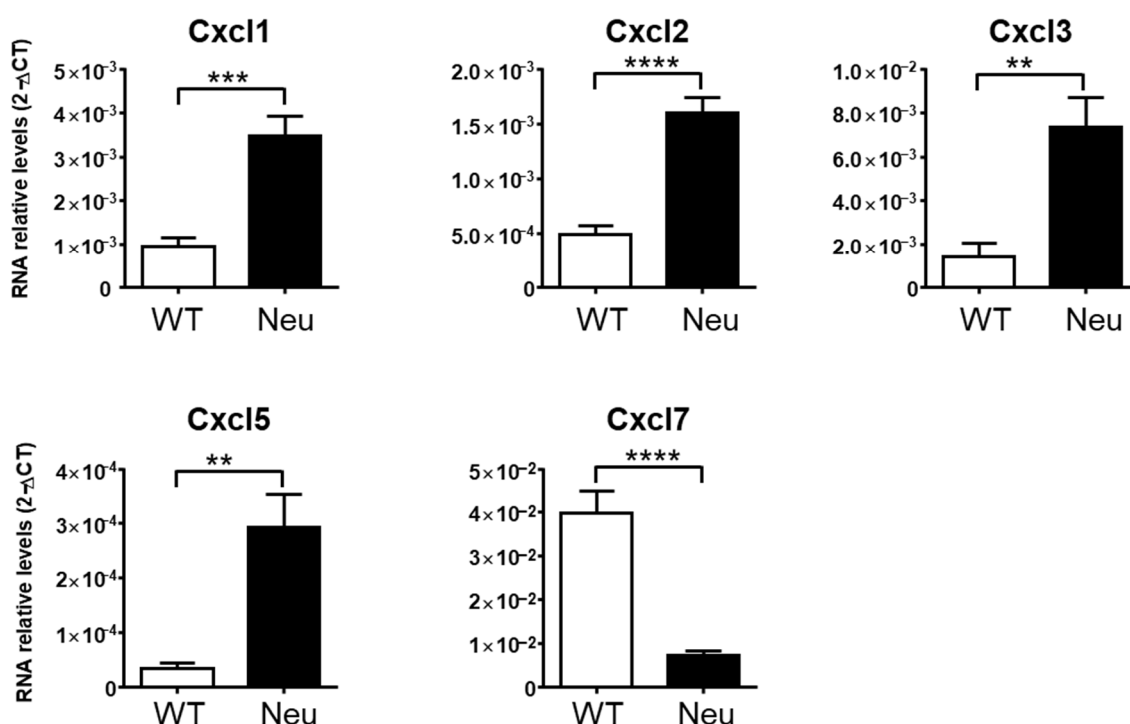 Cxcl1
RNA relative levels (2-ΔCT)
5×10⁻³
4×10⁻³
3×10⁻³
2×10⁻³
1×10⁻³
0
***
WT Neu
Cxcl2
2.0×10⁻³
1.5×10⁻³
1.0×10⁻³
5.0×10⁻⁴
0
****
WT Neu
Cxcl3
1.0×10⁻²
8.0×10⁻³
6.0×10⁻³
4.0×10⁻³
2.0×10⁻³
0
**
WT Neu
Cxcl5
RNA relative levels (2-ΔCT)
4×10⁻⁴
3×10⁻⁴
2×10⁻⁴
1×10⁻⁴
0
**
WT Neu
Cxcl7
5×10⁻²
4×10⁻²
3×10⁻²
2×10⁻²
1×10⁻²
0
****
WT Neu